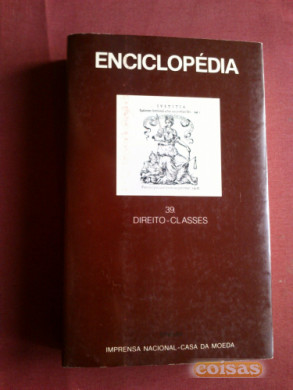 ENCICLOPÉDIA
39.
DIREITO-CLASSES
IMPRENSA NACIONAL-CASA DA MOEDA
coisas